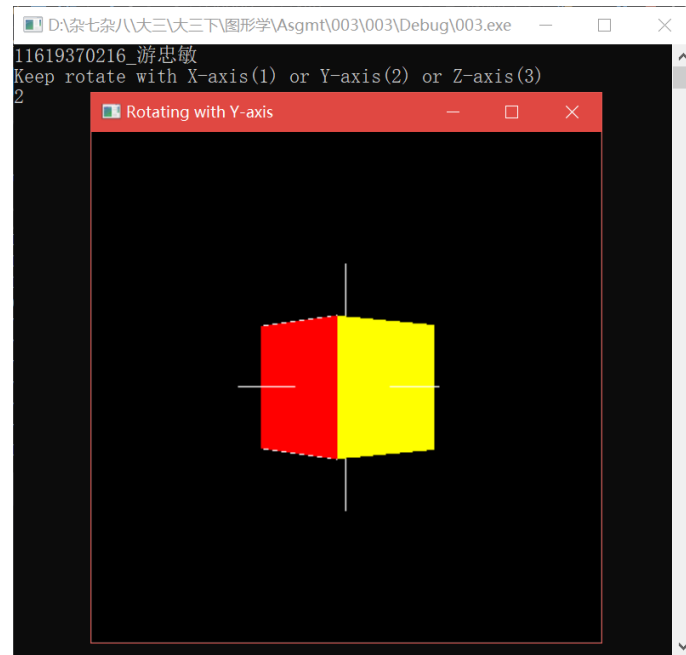 D:\杂七杂八\大三\大三下\图形学\Asgmt\003\003\Debug\003.exe
11619370216_游忠敏
Keep rotate with X-axis(1) or Y-axis(2) or Z-axis(3)
2
Rotating with Y-axis